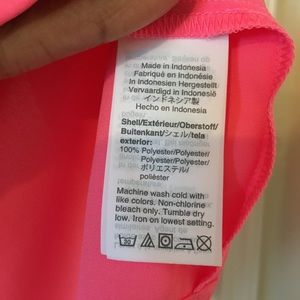 Made in Indonesia
Fabriqué en Indonésie
In Indonesien Hergestellt
Vervaardigd in Indonesië
インドネシア製
Hecho en Indonesia
Shell/Extérieur/Oberstoff/
Buitenkant/シェル/tela
exterior:
100% Polyester/Polyester/
Polyester/Polyester/
ポリエステル/
poliéster
Machine wash cold with
like colors. Non-chlorine
bleach only. Tumble dry
low. Iron on lowest setting.
30